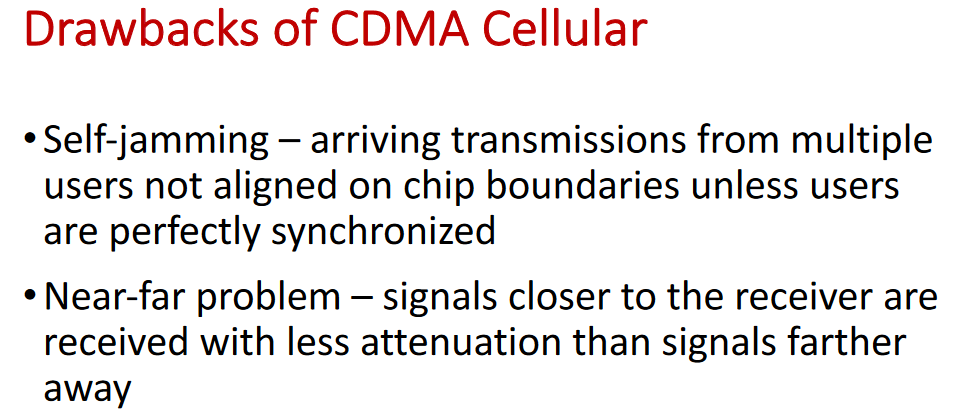 Drawbacks of CDMA Cellular
•Self-jamming – arriving transmissions from multiple
users not aligned on chip boundaries unless users
are perfectly synchronized
•Near-far problem – signals closer to the receiver are
received with less attenuation than signals farther
away